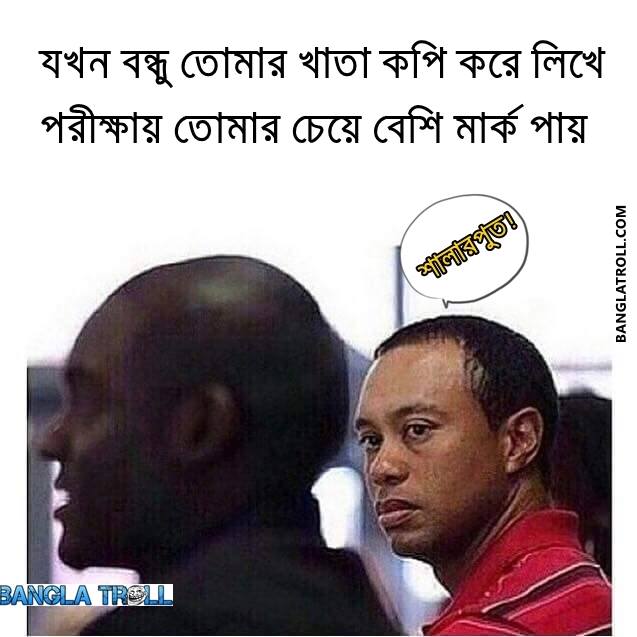 যখন বন্ধু তোমার খাতা কপি করে লিখে
পরীক্ষায় তোমার চেয়ে বেশি মার্ক পায়
শালারপুত!
BANGLATROLL.COM
BANGLA TROLL